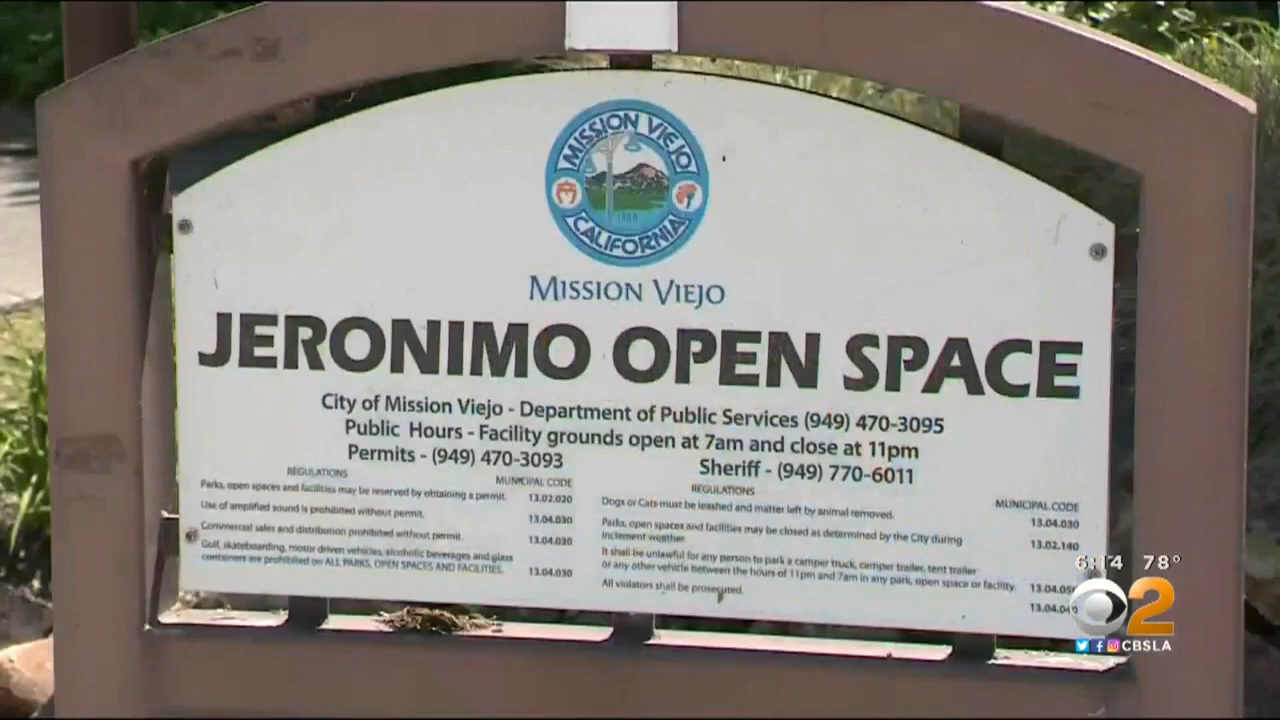 MISSION VIEJO
CALIFORNIA
MISSION VIEJO
JERONIMO OPEN SPACE
City of Mission Viejo - Department of Public Services (949) 470-3095
Public Hours - Facility grounds open at 7am and close at 11pm
Permits - (949) 470-3093
Sheriff - (949) 770-6011
REGULATIONS
MUNICIPAL CODE
Parks, open spaces and facilities may be reserved by obtaining a permit. 13.02.020
Use of amplified sound is prohibited without permit. 13.04.030
Commercial sales and distribution prohibited without permit. 13.04.030
Golf, skateboarding, motor driven vehicles, alcoholic beverages and glass
containers are prohibited on ALL PARKS, OPEN SPACES AND FACILITIES. 13.04.030
REGULATIONS
MUNICIPAL CODE
Dogs or Cats must be leashed and matter left by animal removed. 13.04.030
Parks, open spaces and facilities may be closed as determined by the City during
inclement weather. 13.02.140
It shall be unlawful for any person to park a camper truck, camper trailer, tent trailer
or any other vehicle between the hours of 11pm and 7am in any park, open space or facility.
All violators shall be prosecuted.
6:14 78°
2
CBSLA